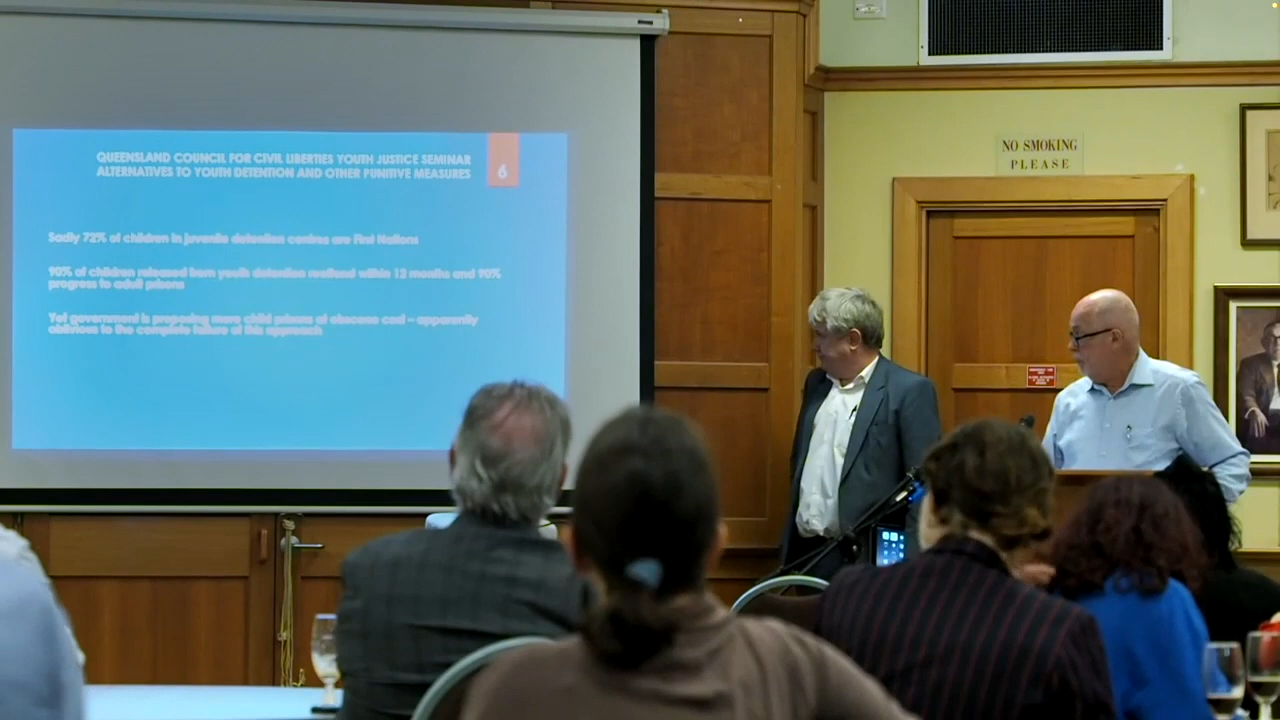 QUEENSLAND COUNCIL FOR CIVIL LIBERTIES YOUTH JUSTICE SEMINAR
ALTERNATIVES TO YOUTH DETENTION AND OTHER PUNITIVE MEASURES
6
Sadly 72% of children in juvenile detention centres are First Nations
90% of children released from youth detention reoffend within 12 months and 90%
progress to adult prisons
Yet government is proposing more child prisons at obscene cost – apparently
oblivious to the complete failure of this approach
NO SMOKING
PLEASE